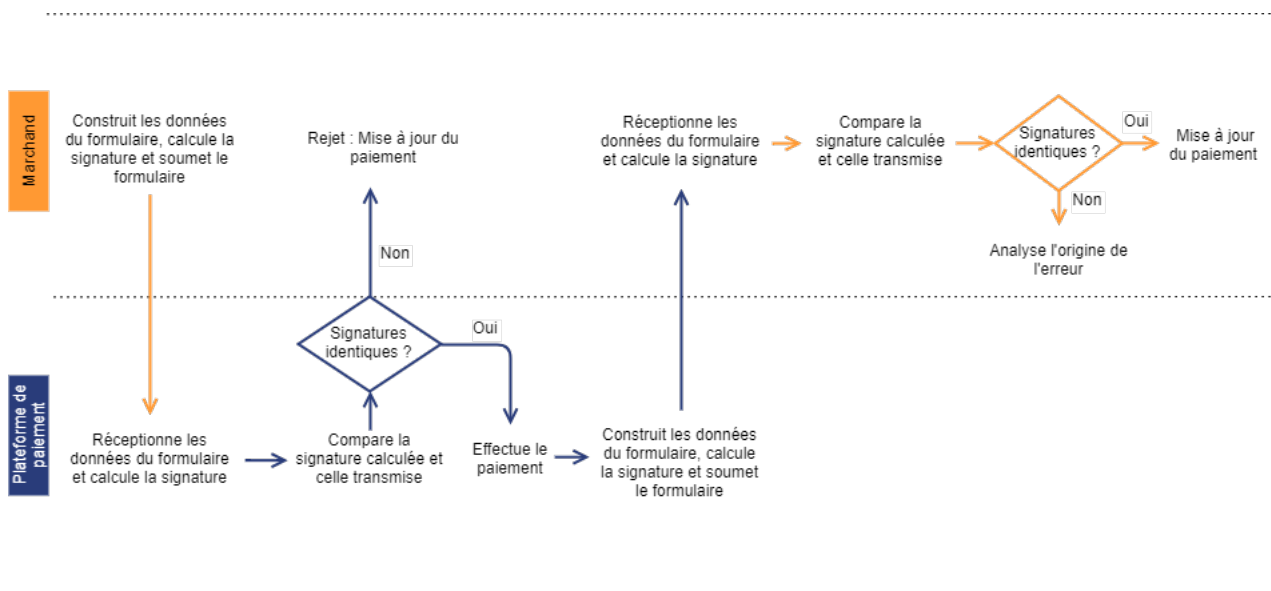 Marchand
Construit les données
du formulaire, calcule la
signature et soumet le
formulaire
Rejet : Mise à jour du
paiement
Non
Réceptionne les
données du formulaire
et calcule la signature
Compare la
signature calculée
et celle transmise
Signatures
identiques ?
Oui
Mise à jour
du paiement
Non
Analyse l'origine de
l'erreur
Plateforme de
paiement
Réceptionne les
données du formulaire
et calcule la signature
Compare la
signature calculée et
celle transmise
Signatures
identiques ?
Oui
Effectue le
paiement
Construit les données
du formulaire, calcule
la signature et soumet
le formulaire